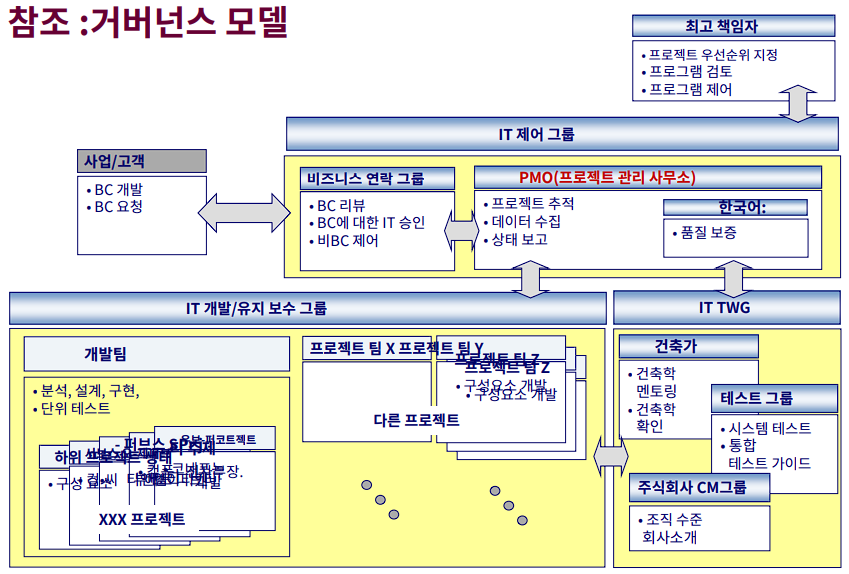 참조 :거버넌스 모델
최고 책임자
• 프로젝트 우선순위 지정
• 프로그램 검토
• 프로그램 제어
IT 제어 그룹
사업/고객
• BC 개발
• BC 요청
비즈니스 연락 그룹
• BC 리뷰
• BC에 대한 IT 승인
• 비BC 제어
PMO(프로젝트 관리 사무소)
• 프로젝트 추적
• 데이터 수집
• 상태 보고
한국어:
• 품질 보증
IT 개발/유지 보수 그룹
개발팀
• 분석, 설계, 구현,
• 단위 테스트
하위 프로젝트
• 구성 요소
XXX 프로젝트
프로젝트 팀 X 프로젝트 팀 Y
프로젝트 팀 Z
프로젝트 팀 Z
• 구성요소 개발
• 구성요소 개발
다른 프로젝트
IT TWG
건축가
• 건축학
멘토링
• 건축학
확인
테스트 그룹
• 시스템 테스트
• 통합
테스트 가이드
주식회사 CM그룹
• 조직 수준
회사소개